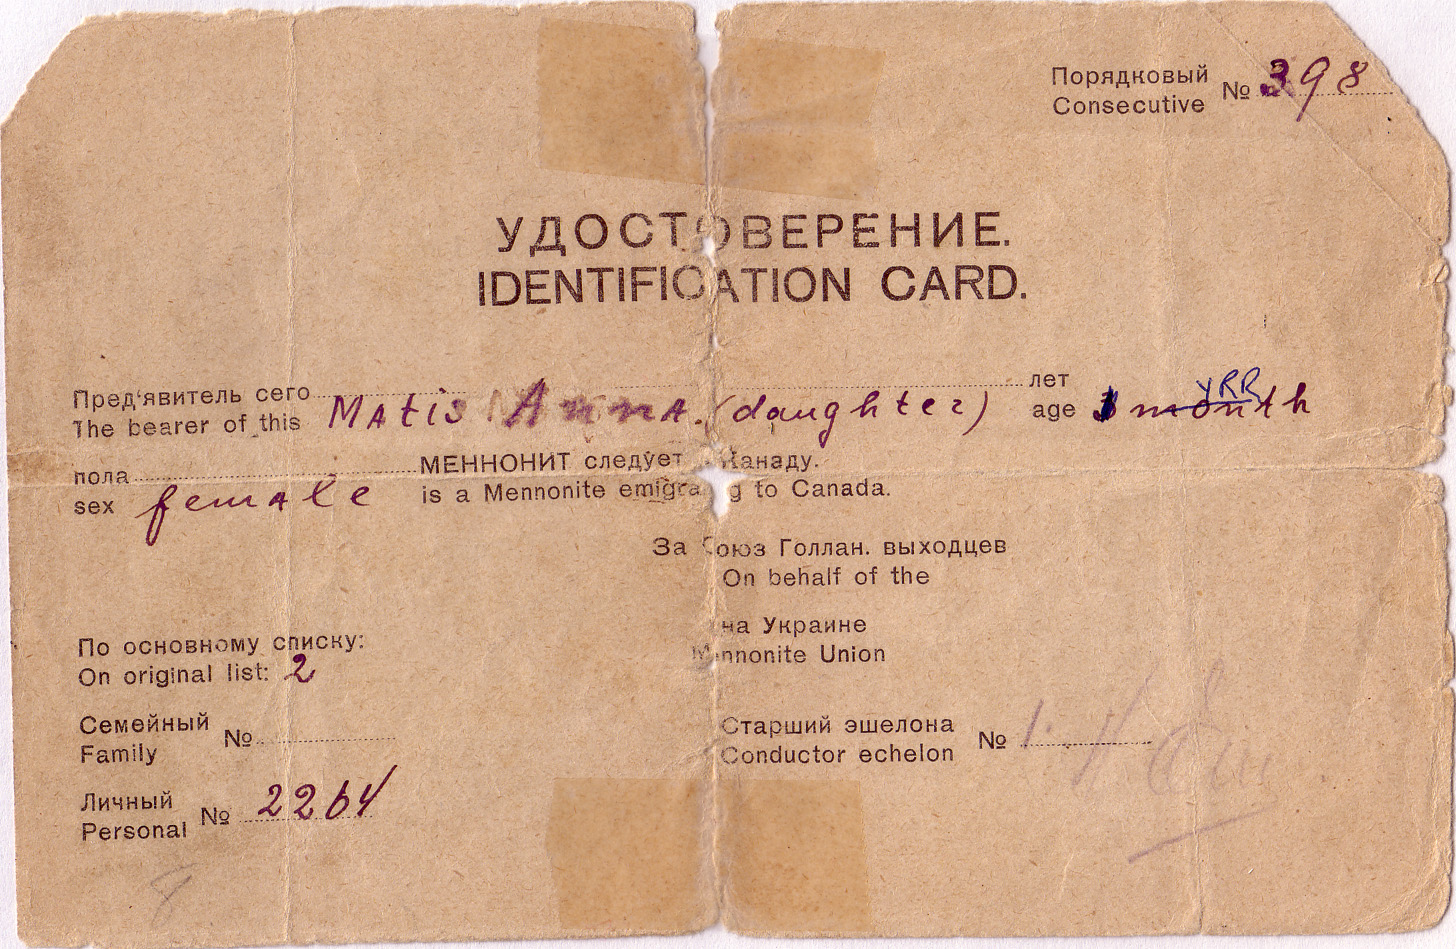 Порядковый
Consecutive № 398
УДОСТОВЕРЕНИЕ.
IDENTIFICATION CARD.
Пред'явитель сего лет
The bearer of this Matis Anna. (daughter) age month YRR
пола МЕННОНИТ следует Канаду.
sex female is a Mennonite emigra g to Canada.
За Союз Голлан. выходцев
On behalf of the
на Украине
Mennonite Union
По основному списку:
On original list: 2
Семейный
Family №
Старший эшелона
Conductor echelon № 1.
Личный
Personal № 2264